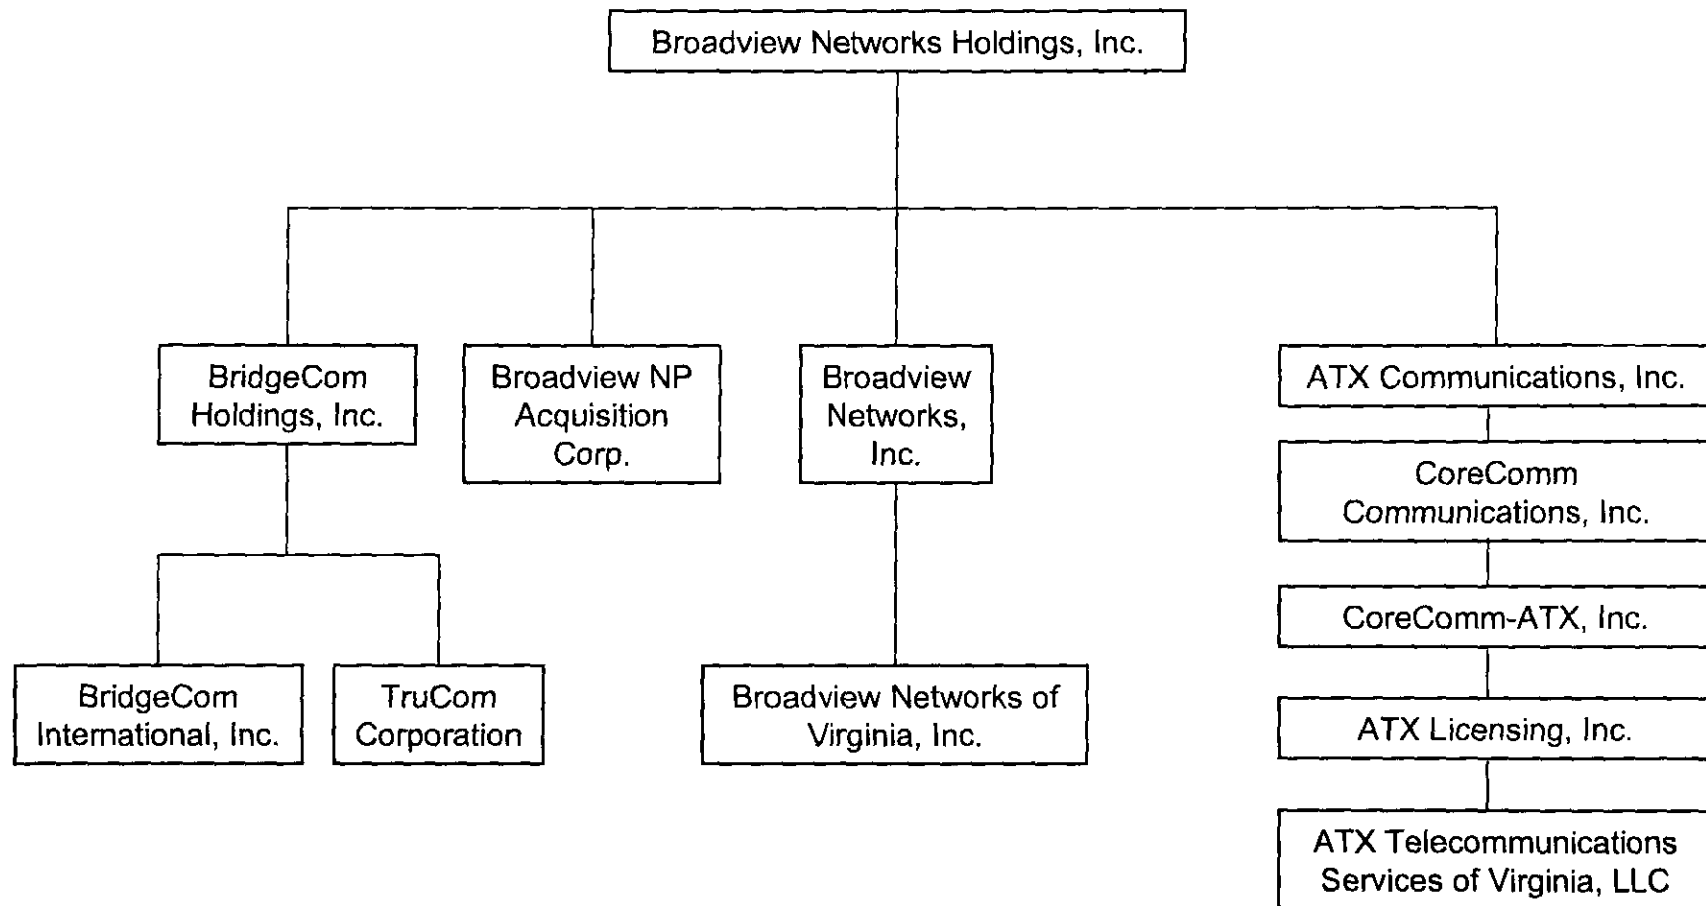 Broadview Networks Holdings, Inc.
BridgeCom
Holdings, Inc.
Broadview NP
Acquisition
Corp.
Broadview
Networks,
Inc.
ATX Communications, Inc.
CoreComm
Communications, Inc.
CoreComm-ATX, Inc.
BridgeCom
International, Inc.
TruCom
Corporation
Broadview Networks of
Virginia, Inc.
ATX Licensing, Inc.
ATX Telecommunications
Services of Virginia, LLC